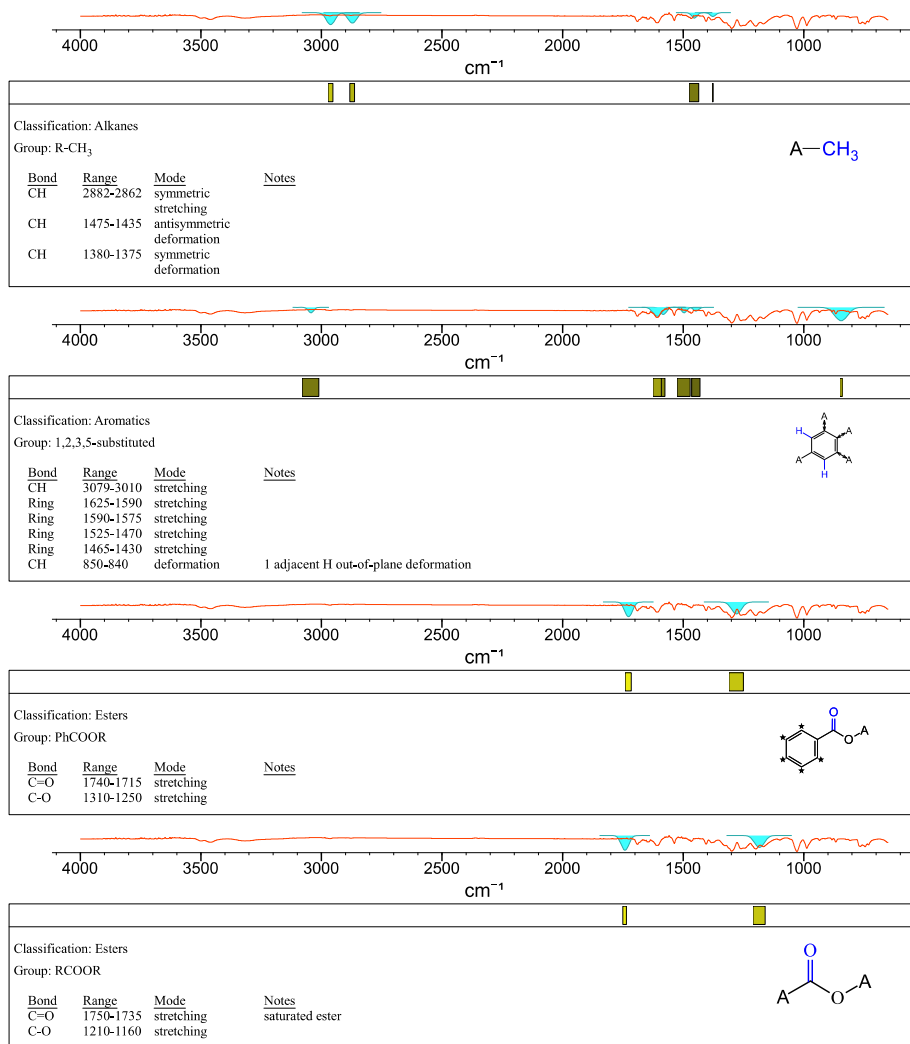 4000 3500 3000 2500 2000 1500 1000
cm⁻¹
Classification: Alkanes
Group: R-CH₃
A—CH₃
Bond Range Mode Notes
CH 2882-2862 symmetric
stretching
CH 1475-1435 antisymmetric
deformation
CH 1380-1375 symmetric
deformation
4000 3500 3000 2500 2000 1500 1000
cm⁻¹
Classification: Aromatics
Group: 1,2,3,5-substituted
A
H A
A A
H
Bond Range Mode Notes
CH 3079-3010 stretching
Ring 1625-1590 stretching
Ring 1590-1575 stretching
Ring 1525-1470 stretching
Ring 1465-1430 stretching
CH 850-840 deformation 1 adjacent H out-of-plane deformation
4000 3500 3000 2500 2000 1500 1000
cm⁻¹
Classification: Esters
Group: PhCOOR
O
O A
Bond Range Mode Notes
C=O 1740-1715 stretching
C-O 1310-1250 stretching
4000 3500 3000 2500 2000 1500 1000
cm⁻¹
Classification: Esters
Group: RCOOR
O
A O A
Bond Range Mode Notes
C=O 1750-1735 stretching saturated ester
C-O 1210-1160 stretching